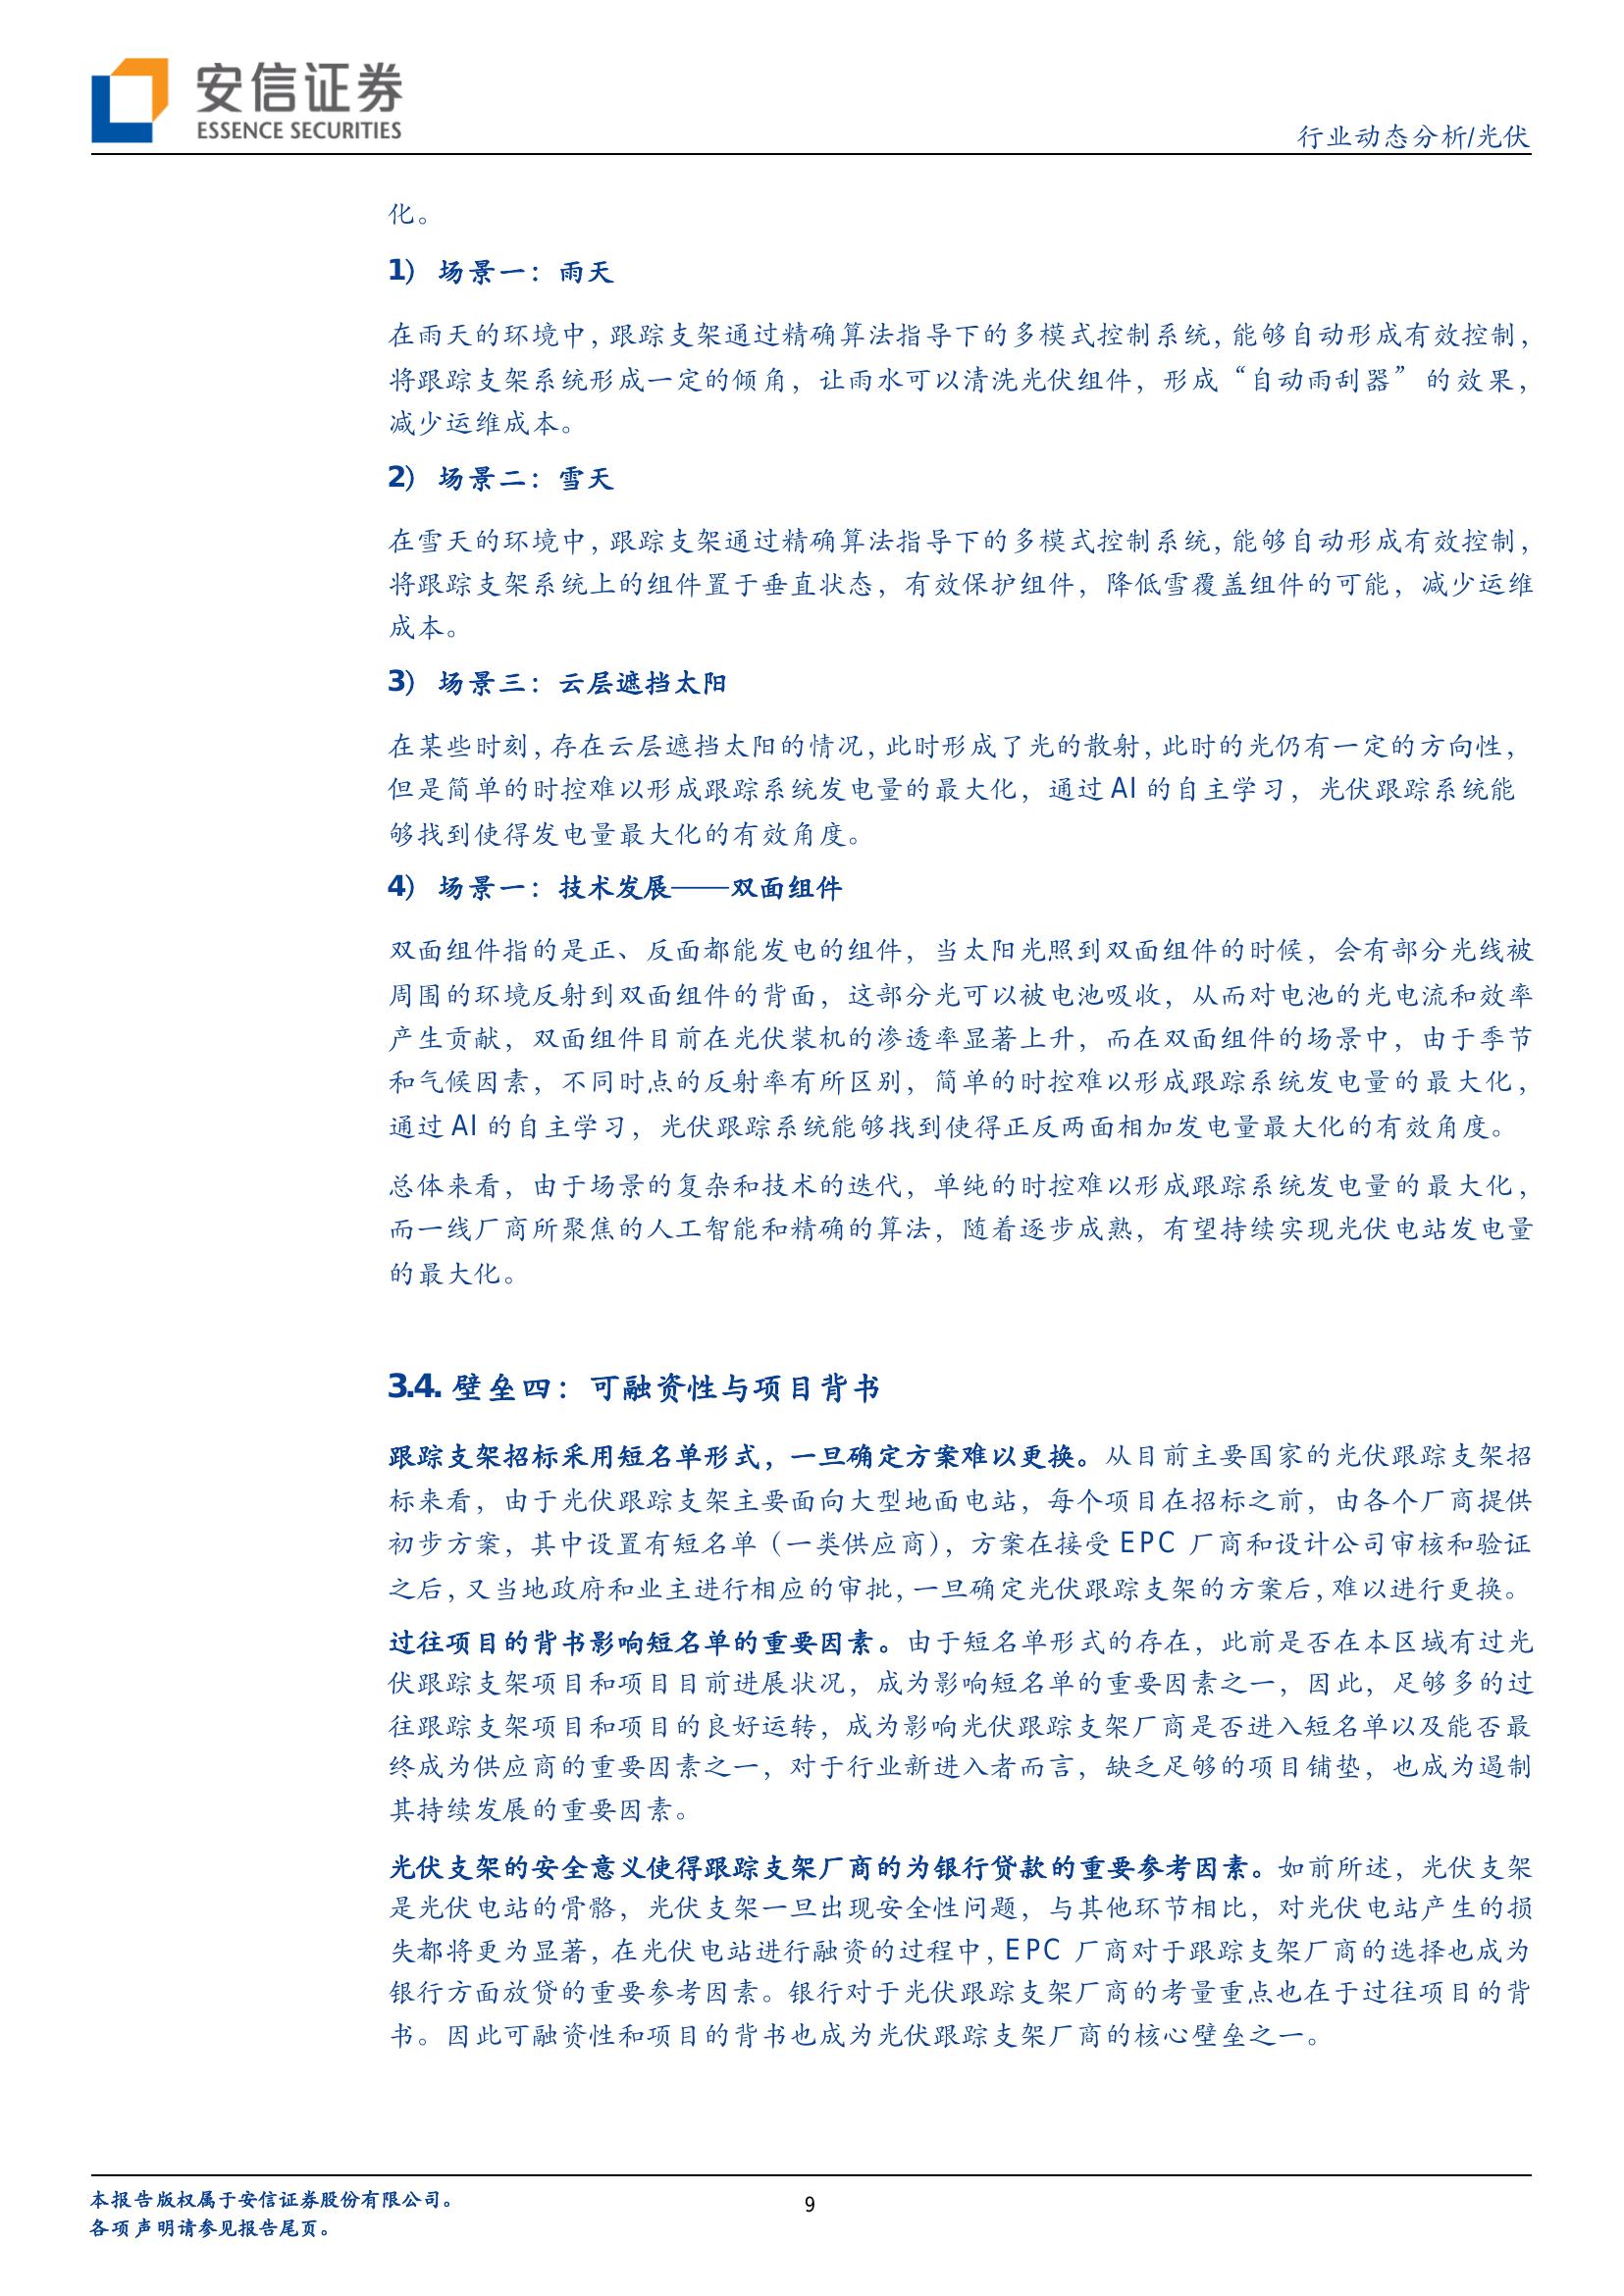 安信证券
ESSENCE SECURITIES
行业动态分析/光伏
化。
1） 场景一：雨天
在雨天的环境中，跟踪支架通过精确算法指导下的多模式控制系统，能够自动形成有效控制，
将跟踪支架系统形成一定的倾角，让雨水可以清洗光伏组件，形成“自动雨刮器”的效果，
减少运维成本。
2） 场景二：雪天
在雪天的环境中，跟踪支架通过精确算法指导下的多模式控制系统，能够自动形成有效控制，
将跟踪支架系统上的组件置于垂直状态，有效保护组件，降低雪覆盖组件的可能，减少运维
成本。
3） 场景三：云层遮挡太阳
在某些时刻，存在云层遮挡太阳的情况，此时形成了光的散射，此时的光仍有一定的方向性，
但是简单的时控难以形成跟踪系统发电量的最大化，通过 AI 的自主学习，光伏跟踪系统能
够找到使得发电量最大化的有效角度。
4） 场景一：技术发展——双面组件
双面组件指的是正、反面都能发电的组件，当太阳光照到双面组件的时候，会有部分光线被
周围的环境反射到双面组件的背面，这部分光可以被电池吸收，从而对电池的光电流和效率
产生贡献，双面组件目前在光伏装机的渗透率显著上升，而在双面组件的场景中，由于季节
和气候因素，不同时点的反射率有所区别，简单的时控难以形成跟踪系统发电量的最大化，
通过 AI 的自主学习，光伏跟踪系统能够找到使得正反两面相加发电量最大化的有效角度。
总体来看，由于场景的复杂和技术的迭代，单纯的时控难以形成跟踪系统发电量的最大化，
而一线厂商所聚焦的人工智能和精确的算法，随着逐步成熟，有望持续实现光伏电站发电量
的最大化。
3.4. 壁垒四：可融资性与项目背书
跟踪支架招标采用短名单形式，一旦确定方案难以更换。从目前主要国家的光伏跟踪支架招
标来看，由于光伏跟踪支架主要面向大型地面电站，每个项目在招标之前，由各个厂商提供
初步方案，其中设置有短名单（一类供应商），方案在接受 EPC 厂商和设计公司审核和验证
之后，又当地政府和业主进行相应的审批，一旦确定光伏跟踪支架的方案后，难以进行更换。
过往项目的背书影响短名单的重要因素。由于短名单形式的存在，此前是否在本区域有过光
伏跟踪支架项目和项目目前进展状况，成为影响短名单的重要因素之一，因此，足够多的过
往跟踪支架项目和项目的良好运转，成为影响光伏跟踪支架厂商是否进入短名单以及能否最
终成为供应商的重要因素之一，对于行业新进入者而言，缺乏足够的项目铺垫，也成为遏制
其持续发展的重要因素。
光伏支架的安全意义使得跟踪支架厂商的为银行贷款的重要参考因素。如前所述，光伏支架
是光伏电站的骨骼，光伏支架一旦出现安全性问题，与其他环节相比，对光伏电站产生的损
失都将更为显著，在光伏电站进行融资的过程中，EPC 厂商对于跟踪支架厂商的选择也成为
银行方面放贷的重要参考因素。银行对于光伏跟踪支架厂商的考量重点也在于过往项目的背
书。因此可融资性和项目的背书也成为光伏跟踪支架厂商的核心壁垒之一。
本报告版权属于安信证券股份有限公司。
各项声明请参见报告尾页。
9